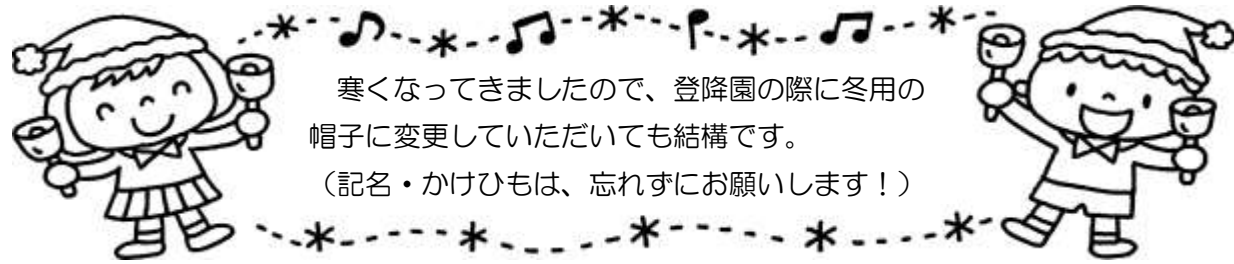 寒くなってきましたので、登降園の際に冬用の
帽子に変更していただいても結構です。
（記名・かけひもは、忘れずにお願いします！）